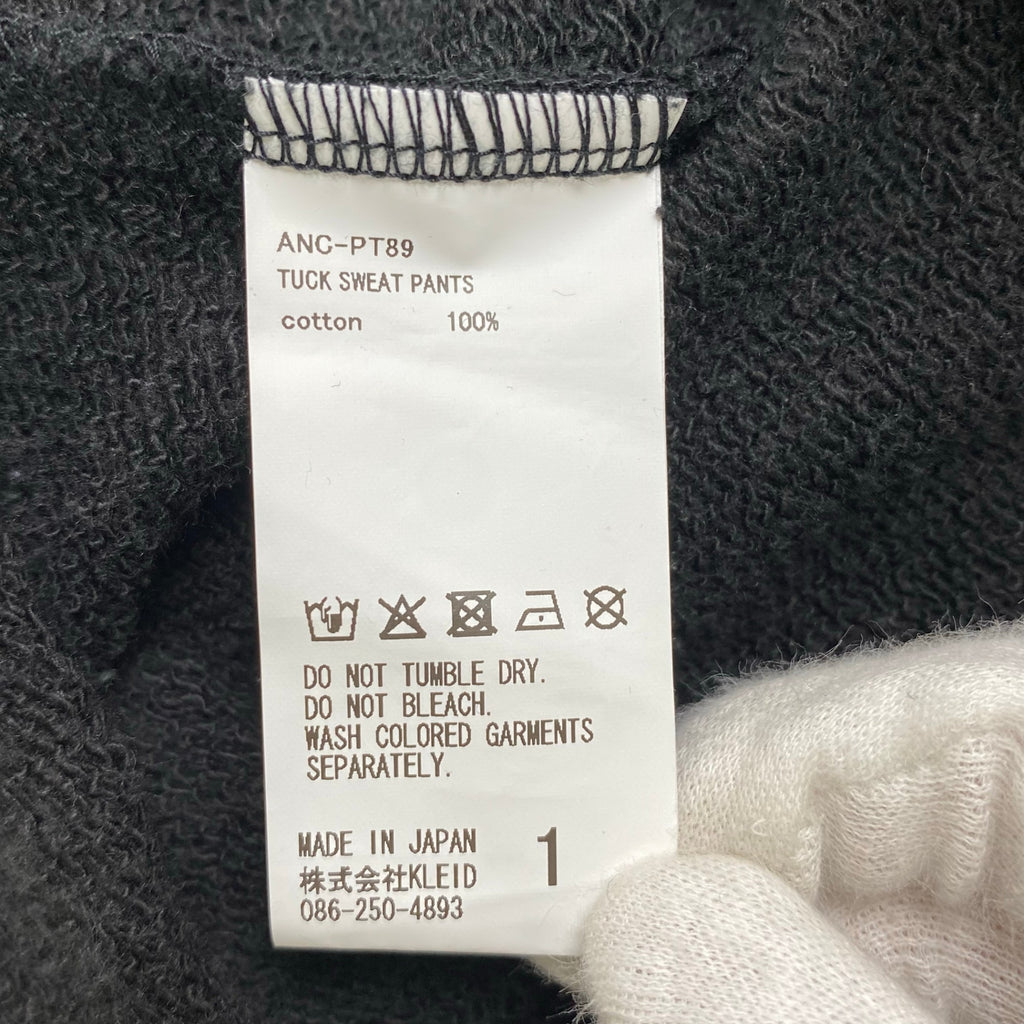 ANC-PT89
TUCK SWEAT PANTS
cotton 100%
DO NOT TUMBLE DRY.
DO NOT BLEACH.
WASH COLORED GARMENTS
SEPARATELY.
MADE IN JAPAN
株式会社KLEID
086-250-4893
1